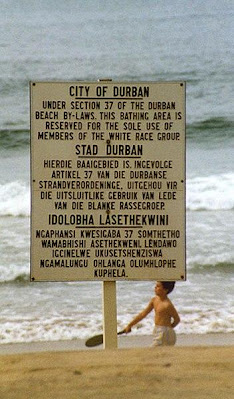 CITY OF DURBAN
UNDER SECTION 37 OF THE DURBAN
BEACH BY-LAWS, THIS BATHING AREA IS
RESERVED FOR THE SOLE USE OF
MEMBERS OF THE WHITE RACE GROUP.
STAD DURBAN
HIERDIE BAAIGEBIED IS, INGEVOLGE
ARTIKEL 37 VAN DIE DURBANSE
STRANDVERORDENINGE, UITGEHOU VIR
DIE UITSLUITLIKE GEBRUIK VAN LEDE
VAN DIE BLANKE RASSEGROEP.
IDOLOBHA LASETHEKWINI
NGAPHANSI KWESIGABA 37 SOMTHETHO
WAMABHISHI ASETHEKWENI, LENDAWO
IGCINELWE UKUSETSHENZISWA
NGAMALUNGU OHLANGA OLUMHLOPHE
KUPHELA.